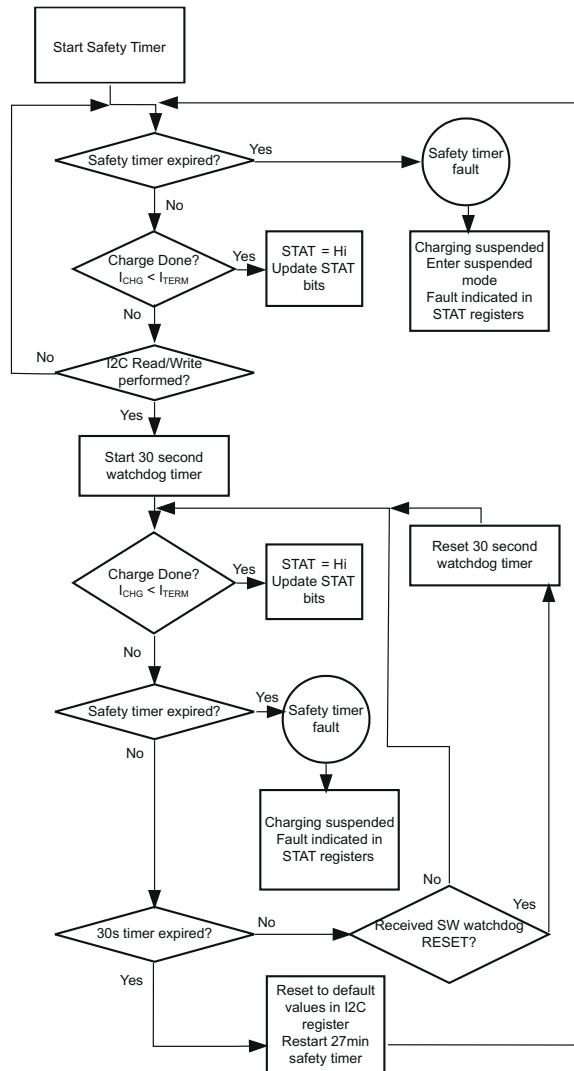 Start Safety Timer
Safety timer expired?
Yes
Safety timer
fault
No
Charging suspended
Enter suspended
mode
Fault indicated in
STAT registers
Charge Done?
ICHG < ITERM
Yes
STAT = Hi
Update STAT
bits
No
No
I2C Read/Write
performed?
Yes
Start 30 second
watchdog timer
Reset 30 second
watchdog timer
Charge Done?
ICHG < ITERM
Yes
STAT = Hi
Update STAT
bits
No
Safety timer expired?
Yes
Safety timer
fault
No
Charging suspended
Fault indicated in
STAT registers
30s timer expired?
No
Received SW watchdog
RESET?
No
Yes
Yes
Reset to default
values in I2C
register
Restart 27min
safety timer